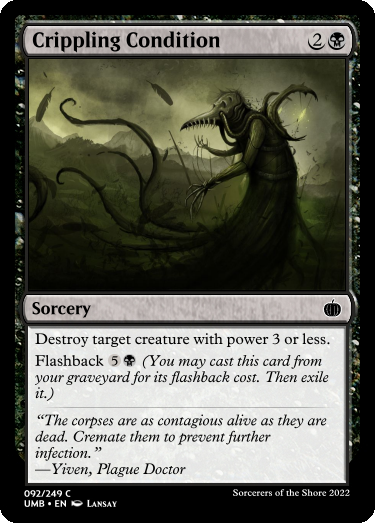 Crippling Condition 2
Sorcery
Destroy target creature with power 3 or less.
Flashback 5 (You may cast this card from
your graveyard for its flashback cost. Then exile
it.)
“The corpses are as contagious alive as they are
dead. Cremate them to prevent further
infection.”
—Yiven, Plague Doctor
092/249 C
Sorcerers of the Shore 2022
UMB • EN Lansay